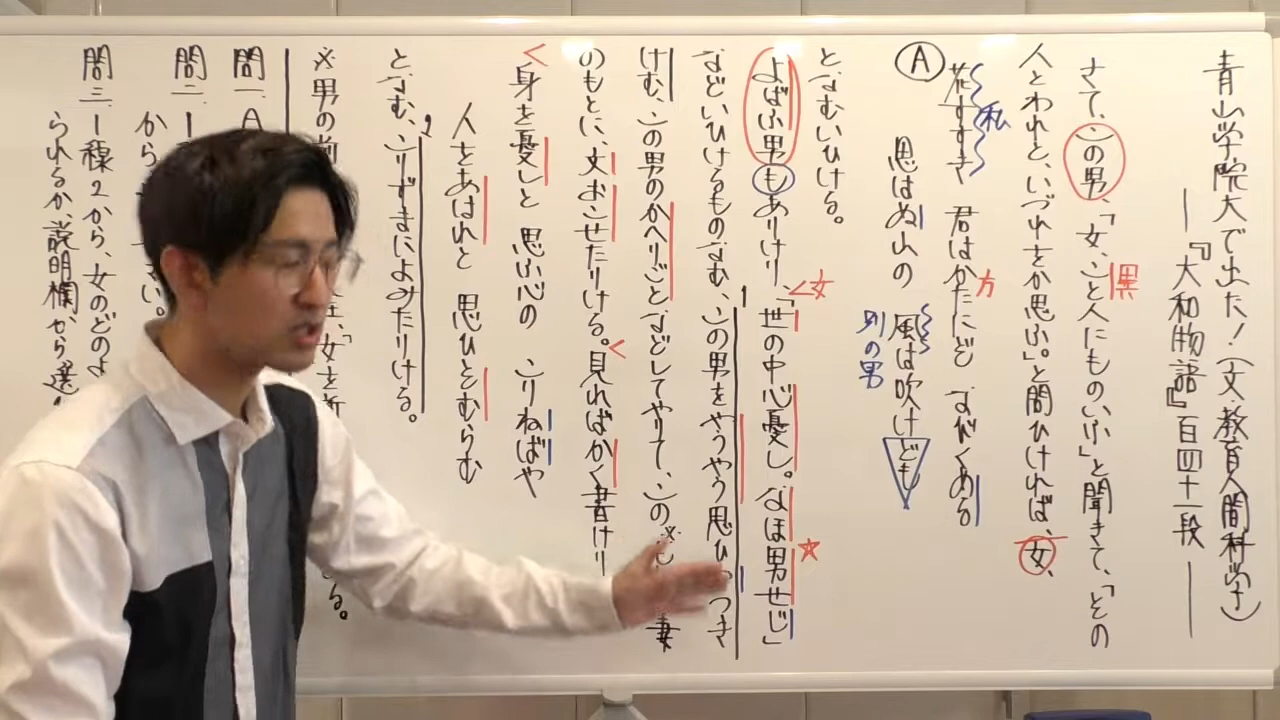 青山学院大で出た!(文・教育人間科学)
―『大和物語』百四十一段―
さて、この男、「女、こと人にものいふ」と聞きて、「その
異
人とわれと、いづれをか思ふ。」と問ひければ、女、
花すすき 君はかたにぞ なびくめる
私
方
A
思はぬ山の 風は吹けども
別の男
となむいひける。
よばふ男もありけり。「世の中心憂し。なほ男せじ」
<女
などいひけるものなむ、この男をやうやう思ひつき
1
けむ、この男のかへりごとなどしてやりて、この※
妻
のもとに、文おこせたりける。見ればかく書けり
<
身を憂しと 思ふ心の こりねばや
<
人をあはれと 思ひそむらむ
となむ、こりずまによみたりける。
2
※男の前
る。
問一、A
問二、
から
さい。
問三、線2から、女のどのよ
られるか説明欄から選